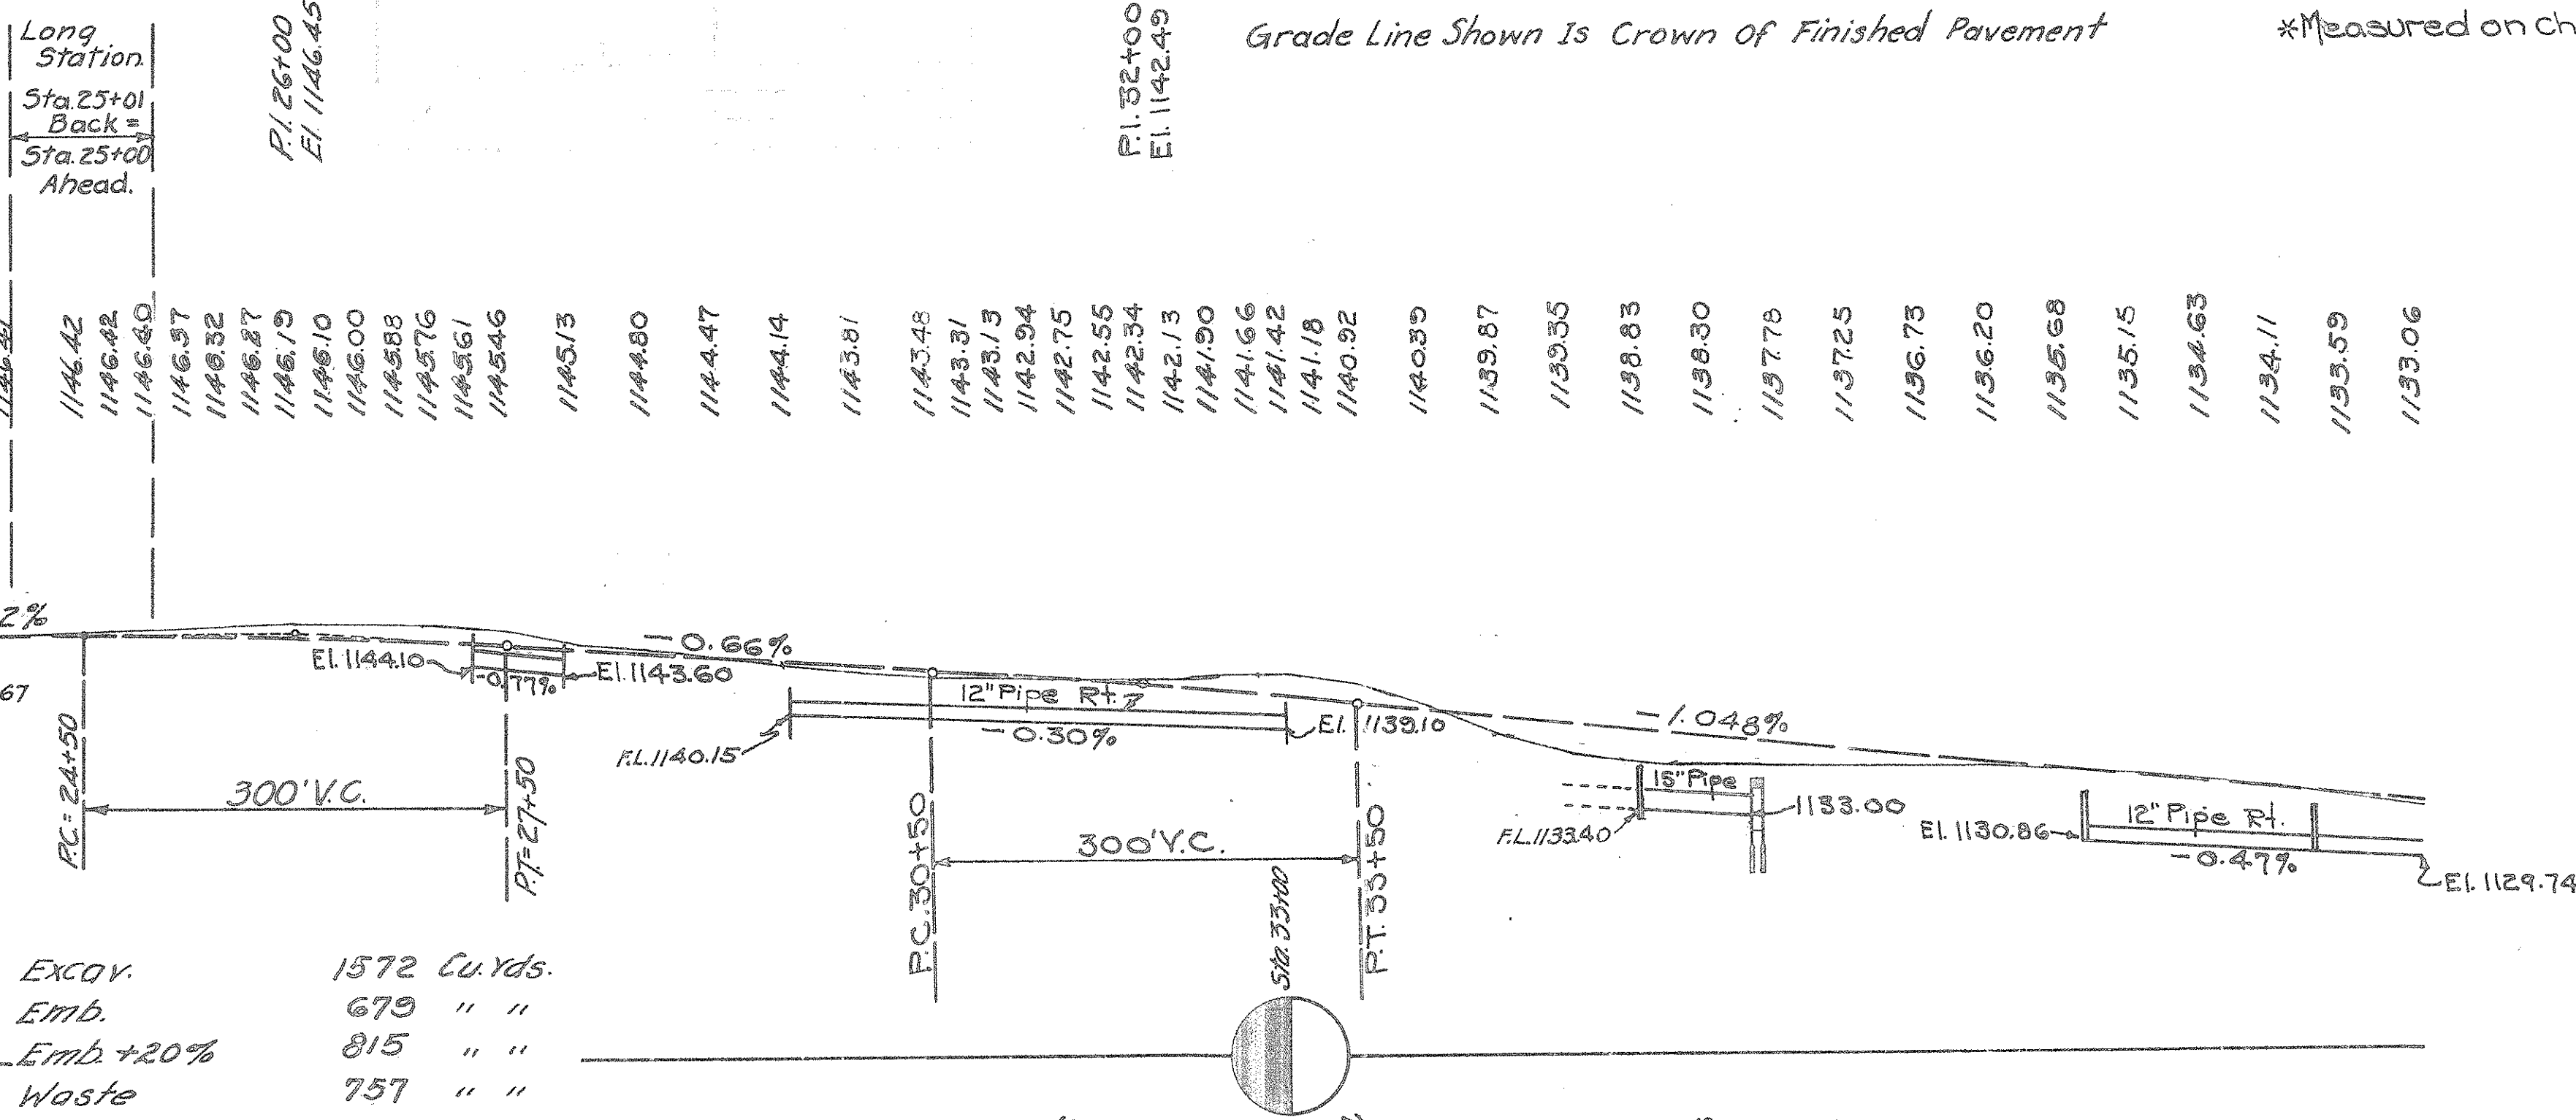 Long
Station
Sta. 25+01
Back =
Sta. 25+00
Ahead.
P.I. 26+00
El. 1146.45
P.I. 32+00
El. 1142.49
Grade Line Shown Is Crown Of Finished Pavement
*Measured on Ch
1146.42
1146.42
1146.40
1146.37
1146.32
1146.27
1146.19
1146.10
1146.00
1145.88
1145.76
1145.61
1145.46
1145.13
1144.80
1144.47
1144.14
1143.81
1143.48
1143.31
1143.13
1142.94
1142.75
1142.55
1142.34
1142.13
1141.90
1141.66
1141.42
1141.18
1140.92
1140.39
1139.87
1139.35
1138.83
1138.30
1137.78
1137.25
1136.73
1136.20
1135.68
1135.15
1134.63
1134.11
1133.59
1133.06
2%
67
El. 1144.10
-0.77%
El. 1143.60
- 0.66%
12" Pipe Rt.
- 0.30%
F.L. 1140.15
El. 1139.10
- 1.048%
15" Pipe
F.L. 1133.40
1133.00
El. 1130.86
12" Pipe Rt.
- 0.47%
El. 1129.74
P.C. = 24+50
300' V.C.
P.T. = 27+50
P.C. 30+50
300' V.C.
Sta. 33+00
P.T. 33+50
Excav. 1572 Cu. Yds.
Emb. 679 " "
Emb. +20% 815 " "
Waste 757 " "